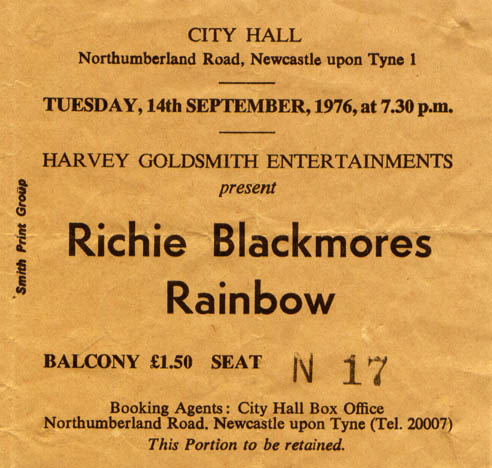 CITY HALL
Northumberland Road, Newcastle upon Tyne 1
TUESDAY, 14th SEPTEMBER, 1976, at 7.30 p.m.
HARVEY GOLDSMITH ENTERTAINMENTS
present
Richie Blackmores
Rainbow
BALCONY £1.50 SEAT N 17
Booking Agents: City Hall Box Office
Northumberland Road, Newcastle upon Tyne (Tel. 20007)
This Portion to be retained.
Smith Print Group